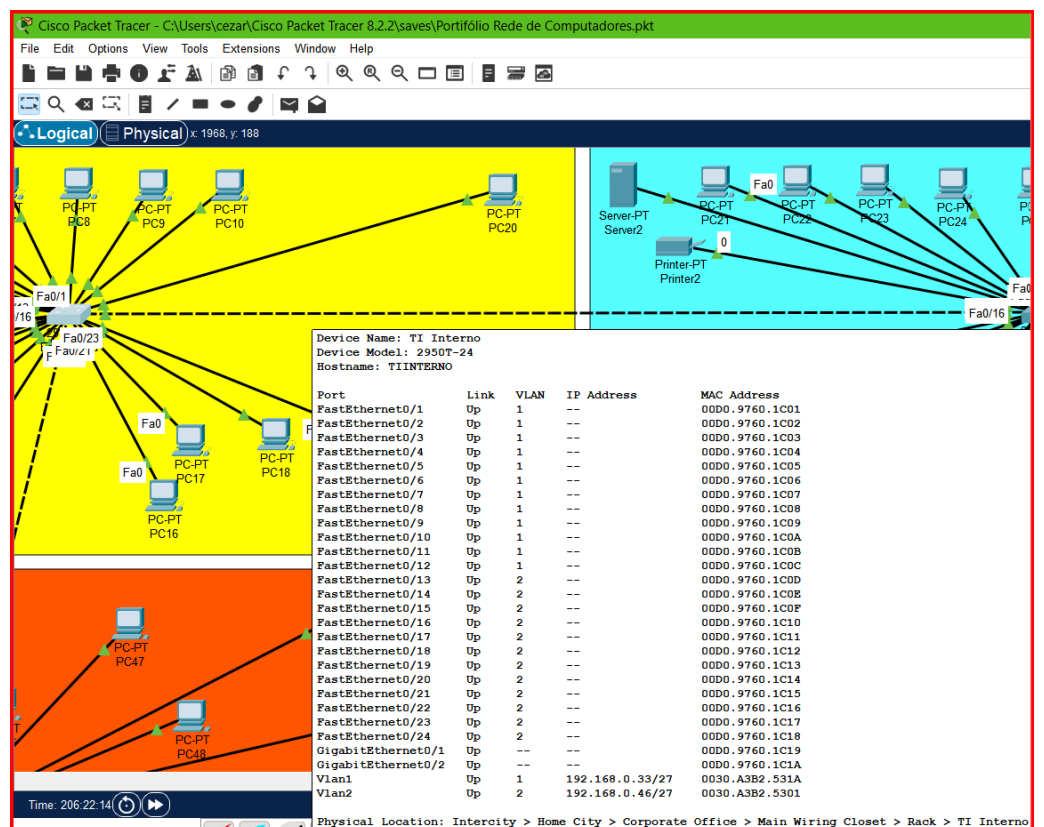 Cisco Packet Tracer - C:\Users\cezar\Cisco Packet Tracer 8.2.2\saves\Portifólio Rede de Computadores.pkt
File Edit Options View Tools Extensions Window Help
Logical Physical x: 1968, y: 188
PC-PT
PC8
PC-PT
PC9
PC-PT
PC10
PC-PT
PC20
Server-PT
Server2
PC-PT
PC21
Fa0
PC-PT
PC22
PC-PT
PC23
PC-PT
PC24
Printer-PT
Printer2
0
Fa0/1
/16
Fa0/23
Fa0/21
Fa0
Fa0/16
Fa0
PC-PT
PC17
PC-PT
PC18
Fa0
PC-PT
PC16
PC-PT
PC47
PC-PT
PC48
Device Name: TI Interno
Device Model: 2950T-24
Hostname: TIINTERNO
Port Link VLAN IP Address MAC Address
FastEthernet0/1 Up 1 -- 00D0.9760.1C01
FastEthernet0/2 Up 1 -- 00D0.9760.1C02
FastEthernet0/3 Up 1 -- 00D0.9760.1C03
FastEthernet0/4 Up 1 -- 00D0.9760.1C04
FastEthernet0/5 Up 1 -- 00D0.9760.1C05
FastEthernet0/6 Up 1 -- 00D0.9760.1C06
FastEthernet0/7 Up 1 -- 00D0.9760.1C07
FastEthernet0/8 Up 1 -- 00D0.9760.1C08
FastEthernet0/9 Up 1 -- 00D0.9760.1C09
FastEthernet0/10 Up 1 -- 00D0.9760.1C0A
FastEthernet0/11 Up 1 -- 00D0.9760.1C0B
FastEthernet0/12 Up 1 -- 00D0.9760.1C0C
FastEthernet0/13 Up 2 -- 00D0.9760.1C0D
FastEthernet0/14 Up 2 -- 00D0.9760.1C0E
FastEthernet0/15 Up 2 -- 00D0.9760.1C0F
FastEthernet0/16 Up 2 -- 00D0.9760.1C10
FastEthernet0/17 Up 2 -- 00D0.9760.1C11
FastEthernet0/18 Up 2 -- 00D0.9760.1C12
FastEthernet0/19 Up 2 -- 00D0.9760.1C13
FastEthernet0/20 Up 2 -- 00D0.9760.1C14
FastEthernet0/21 Up 2 -- 00D0.9760.1C15
FastEthernet0/22 Up 2 -- 00D0.9760.1C16
FastEthernet0/23 Up 2 -- 00D0.9760.1C17
FastEthernet0/24 Up 2 -- 00D0.9760.1C18
GigabitEthernet0/1 Up -- -- 00D0.9760.1C19
GigabitEthernet0/2 Up -- -- 00D0.9760.1C1A
Vlan1 Up 1 192.168.0.33/27 0030.A3B2.531A
Vlan2 Up 2 192.168.0.46/27 0030.A3B2.5301
Physical Location: Intercity > Home City > Corporate Office > Main Wiring Closet > Rack > TI Interno
Time: 206:22:14